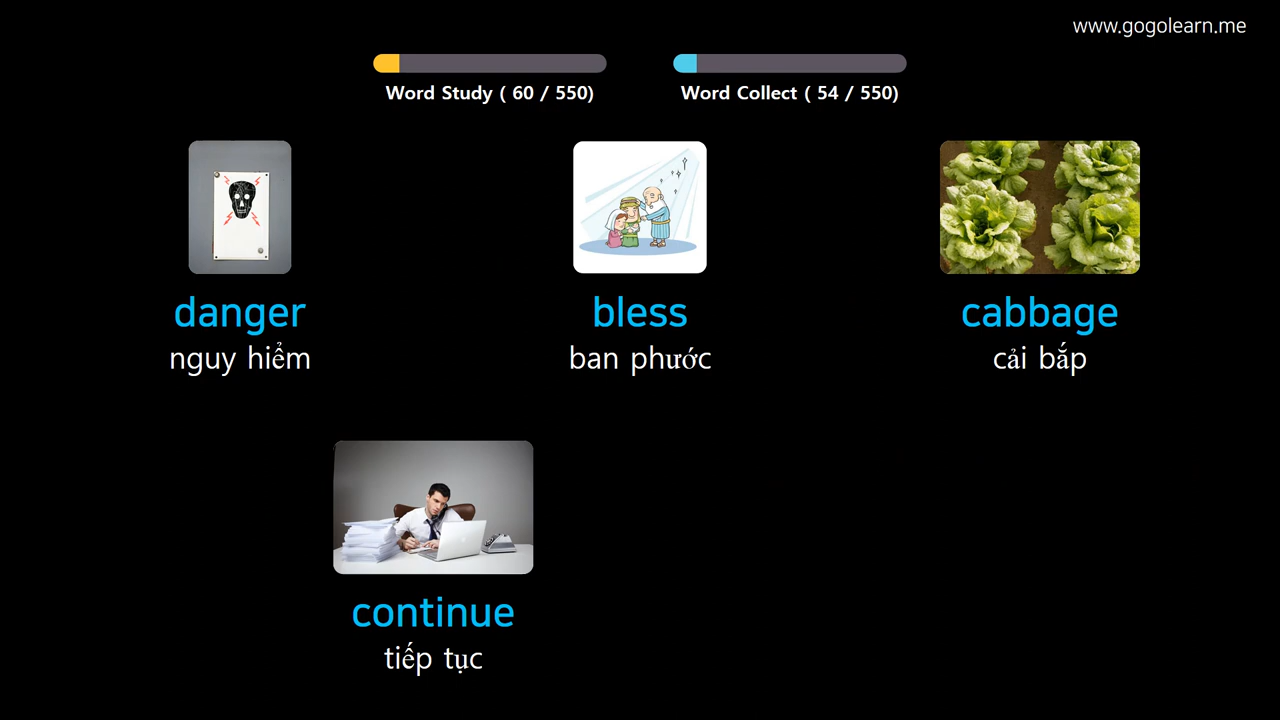 www.gogolearn.me
Word Study ( 60 / 550)
Word Collect ( 54 / 550)
danger
nguy hiểm
bless
ban phước
cabbage
cải bắp
continue
tiếp tục